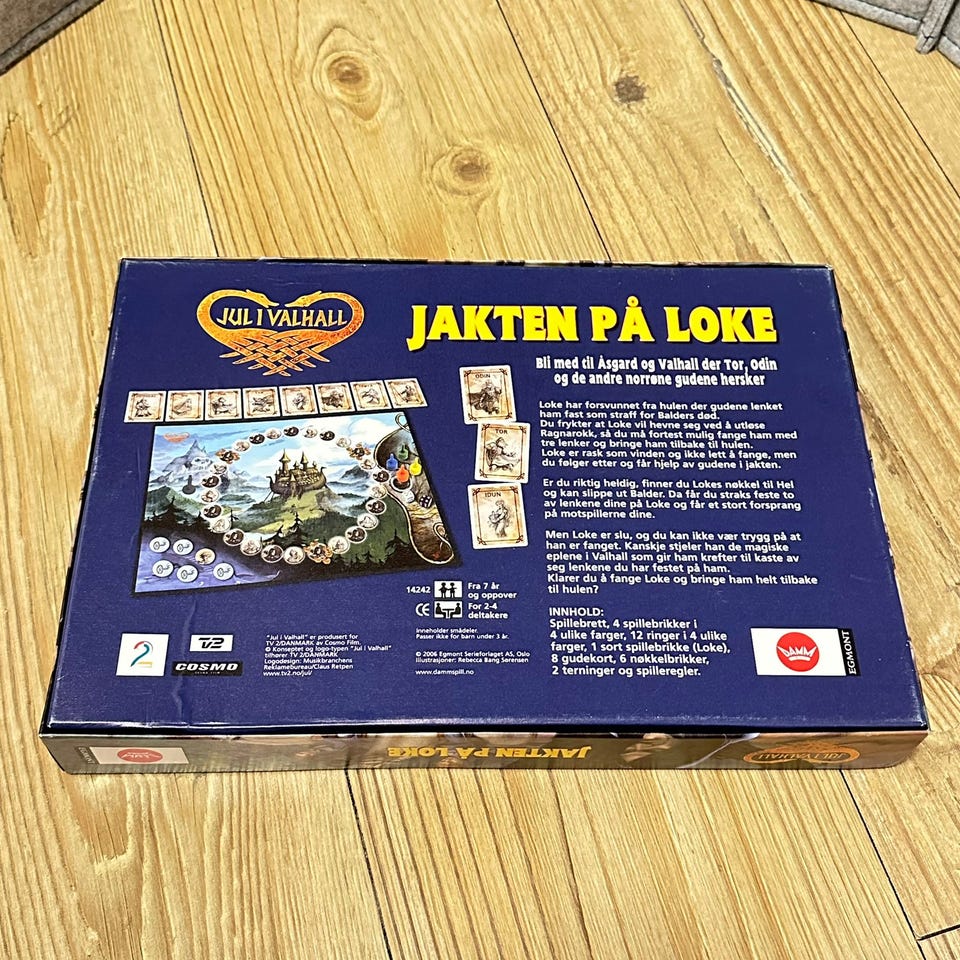 JUL I VALHALL
JAKTEN PÅ LOKE
Bli med til Åsgard og Valhall der Tor, Odin
og de andre norrøne gudene hersker
ODIN
TOR
IDUN
Loke har forsvunnet fra hulen der gudene lenket
ham fast som straff for Balders død.
Du frykter at Loke vil hevne seg ved å utløse
Ragnarokk, så du må fortest mulig fange ham med
tre lenker og bringe ham tilbake til hulen.
Loke er rask som vinden og ikke lett å fange, men
du følger etter og får hjelp av gudene i jakten.
Er du riktig heldig, finner du Lokes nøkkel til Hel
og kan slippe ut Balder. Da får du straks feste to
av lenkene dine på Loke og får et stort forsprang
på motspillerne dine.
Men Loke er slu, og du kan ikke vær trygg på at
han er fanget. Kanskje stjeler han de magiske
eplene i Valhall som gir ham krefter til kaste av
seg lenkene du har festet på ham.
Klarer du å fange Loke og bringe ham helt tilbake
til hulen?
INNHOLD:
Spillebrett, 4 spillebrikker i
4 ulike farger, 12 ringer i 4 ulike
farger, 1 sort spillebrikke (Loke),
8 gudekort, 6 nøkkelbrikker,
2 terninger og spilleregler.
14242
Fra 7 år
og oppover
CE
For 2-4
deltakere
Inneholder smådeler.
Passer ikke for barn under 3 år.
© 2006 Egmont Serieforlaget AS, Oslo
Illustrasjoner: Rebecca Bang Sørensen
www.dammspill.no
2
TV2
COSMO
"Jul i Valhall" er produsert for
TV 2/DANMARK av Cosmo Film.
© Konseptet og logo-typen "Jul i Valhall"
tilhører TV 2/DANMARK
Logodesign: Musikbranchens
Reklamebureau/Claus Retpen
www.tv2.no/jul/
DAMM
EGMONT
JAKTEN PÅ LOKE
JUL I VALHALL